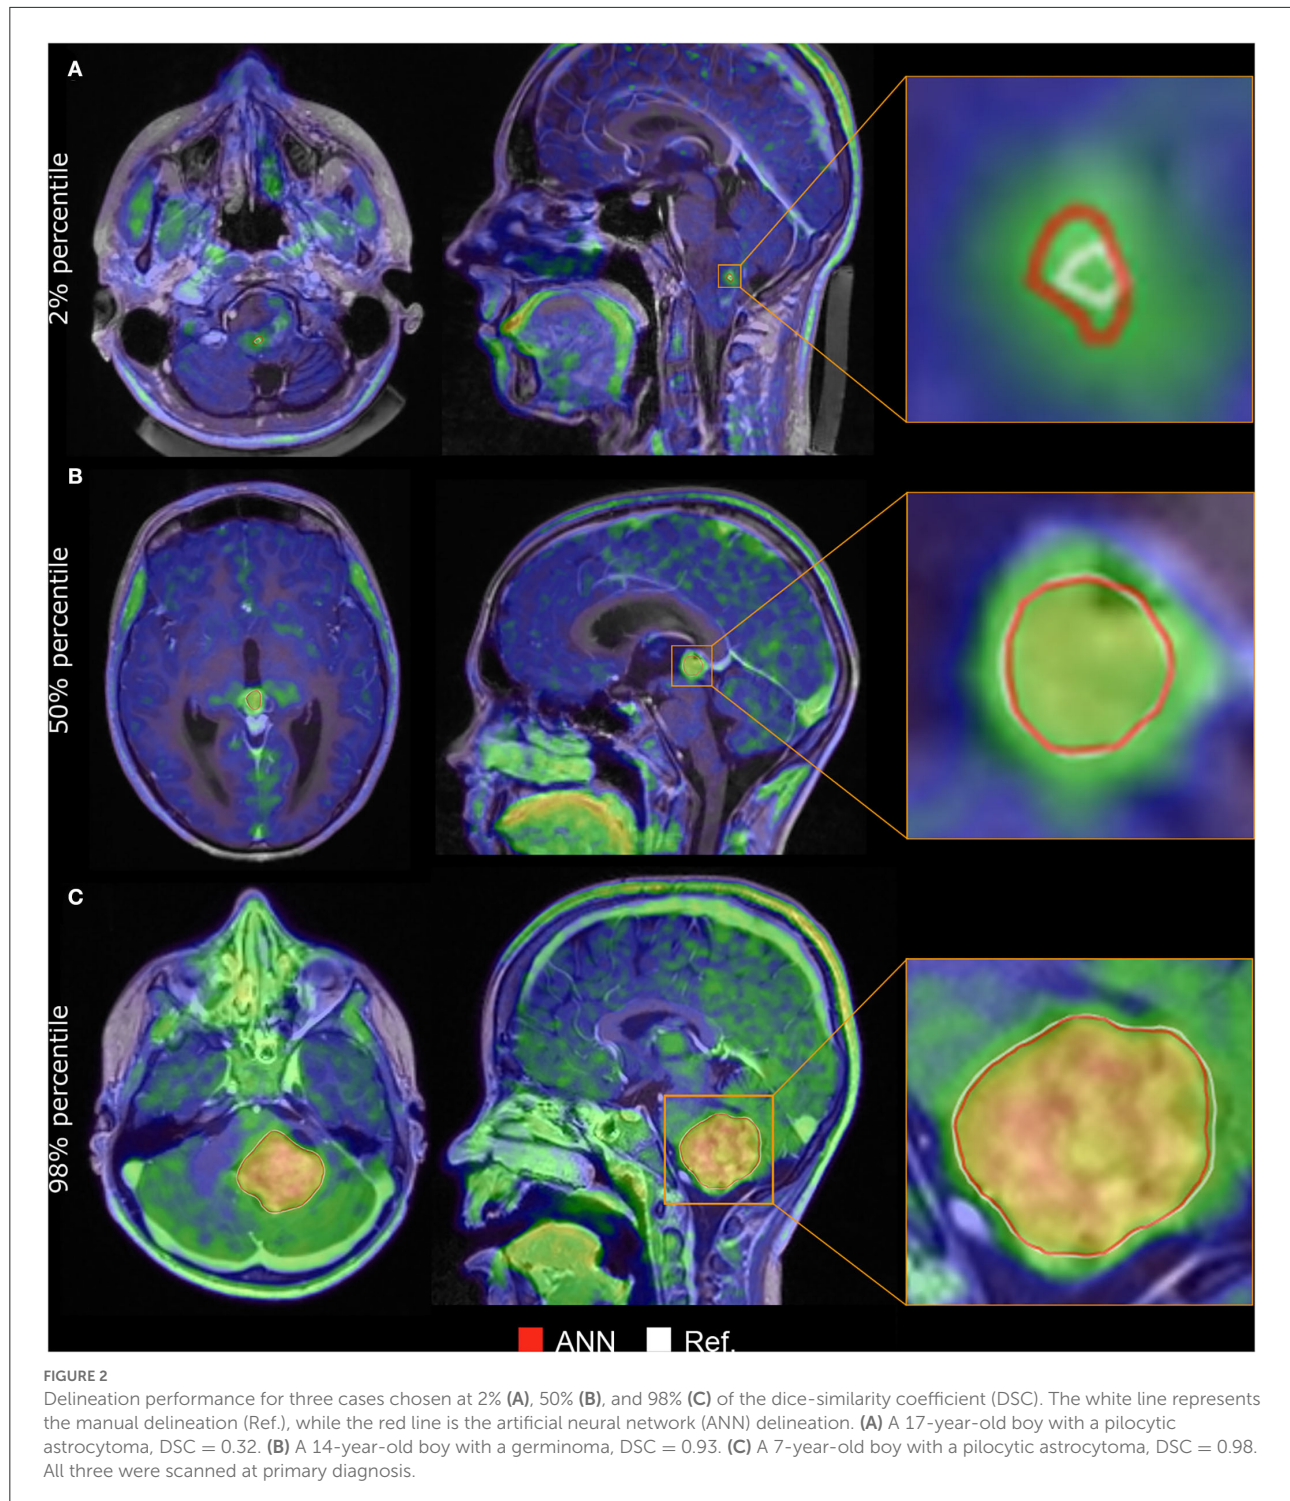 A
2% percentile
B
50% percentile
C
98% percentile
ANN Ref.
FIGURE 2
Delineation performance for three cases chosen at 2% (A), 50% (B), and 98% (C) of the dice-similarity coefficient (DSC). The white line represents
the manual delineation (Ref.), while the red line is the artificial neural network (ANN) delineation. (A) A 17-year-old boy with a pilocytic
astrocytoma, DSC = 0.32. (B) A 14-year-old boy with a germinoma, DSC = 0.93. (C) A 7-year-old boy with a pilocytic astrocytoma, DSC = 0.98.
All three were scanned at primary diagnosis.